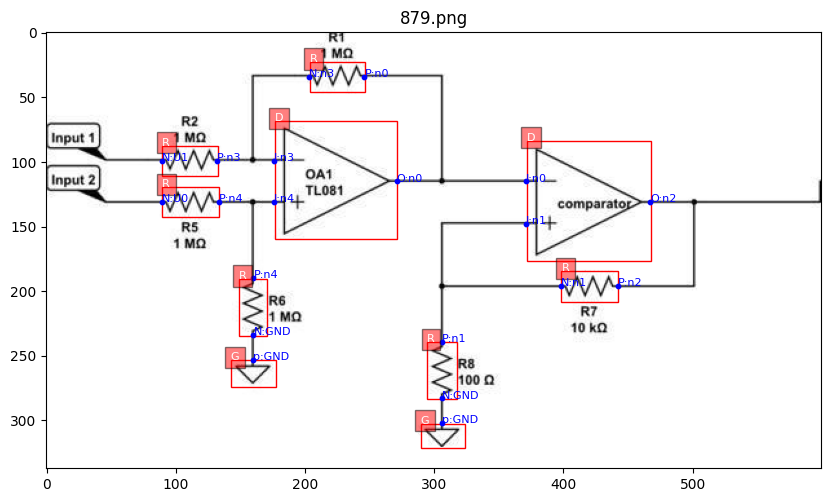 879.png
R1
1 MΩ
R
N:n3
P:n0
R2
1 MΩ
R
Input 1
N:D1
P:n3
D
i:n3
OA1
TL081
O:n0
Input 2
R
N:D0
P:n4
i:n4
R5
1 MΩ
D
i:n0
i:n1
comparator
O:n2
R
P:n4
R6
1 MΩ
N:GND
R
N:n1
P:n2
R7
10 kΩ
G
p:GND
R
P:n1
R8
100 Ω
N:GND
G
p:GND
0
50
100
150
200
250
300
0
100
200
300
400
500